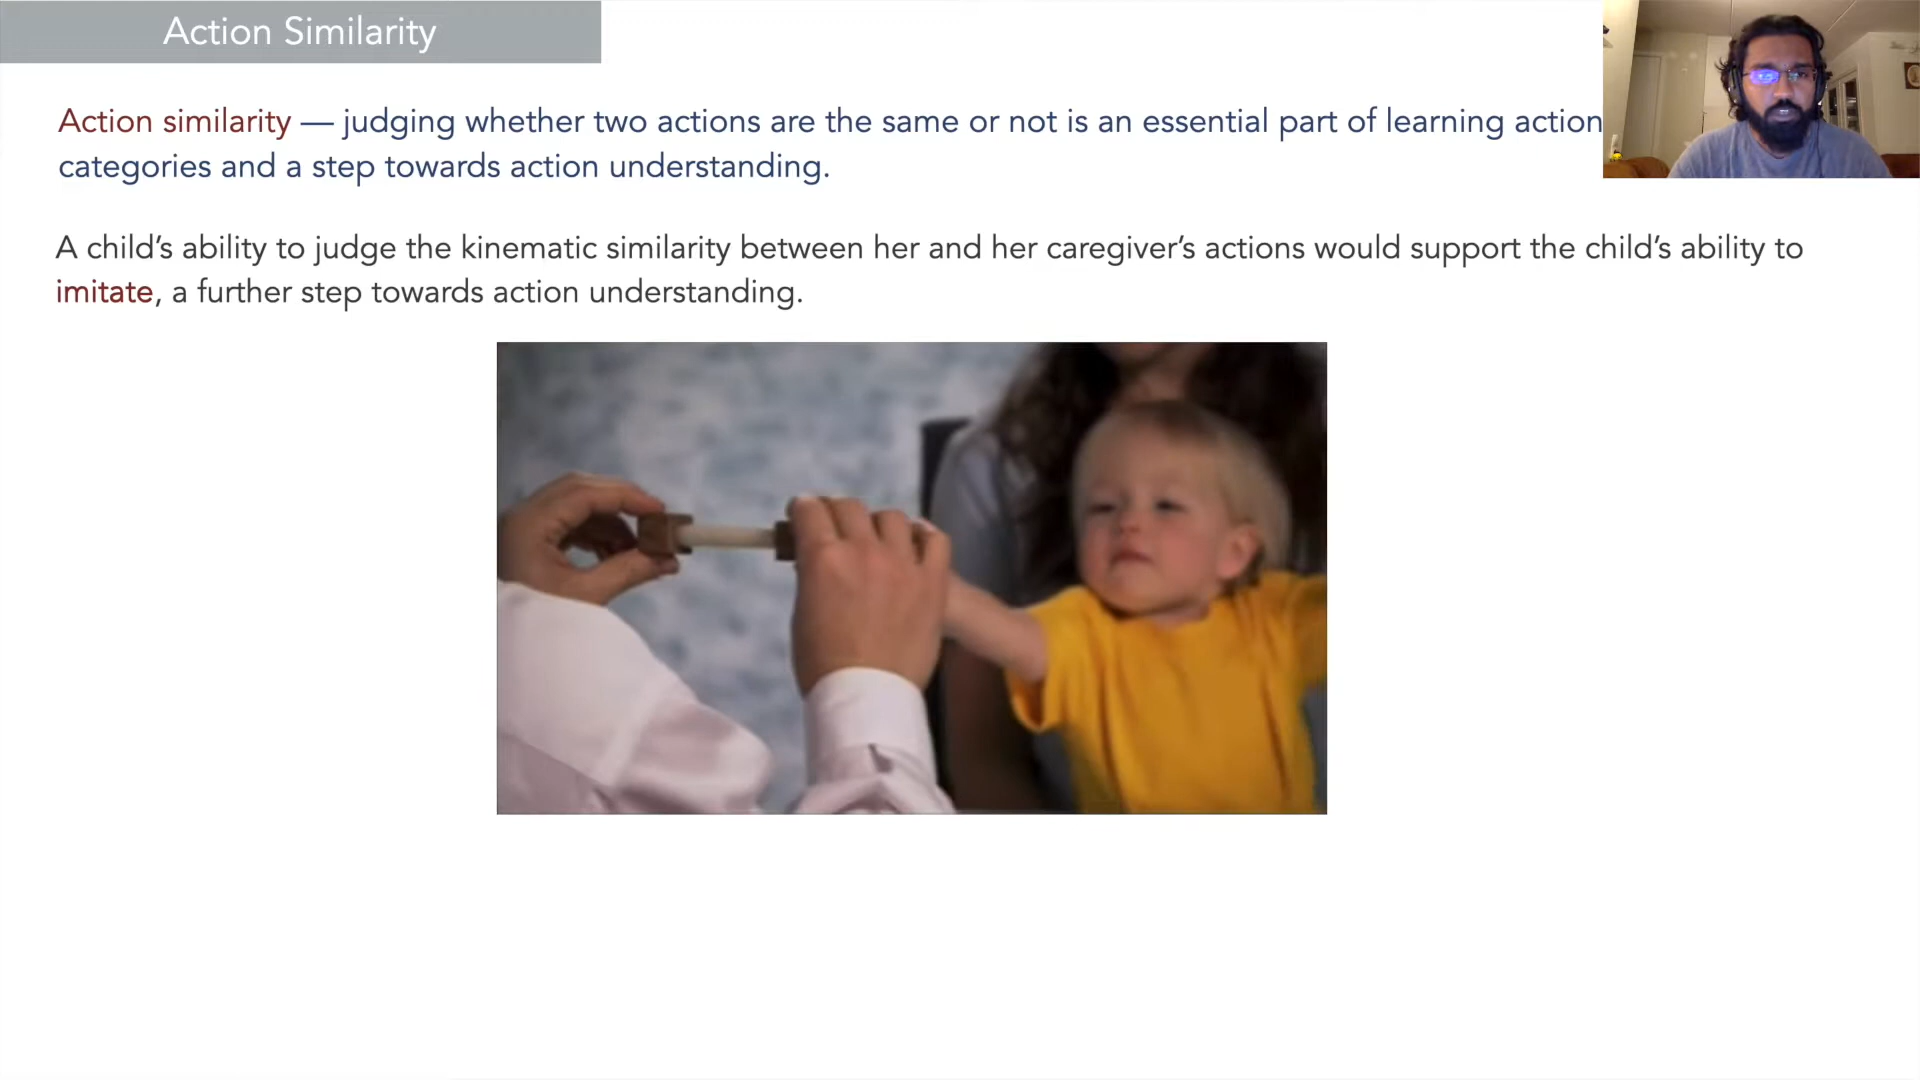 Action Similarity
Action similarity — judging whether two actions are the same or not is an essential part of learning action
categories and a step towards action understanding.
A child’s ability to judge the kinematic similarity between her and her caregiver’s actions would support the child’s ability to
imitate, a further step towards action understanding.